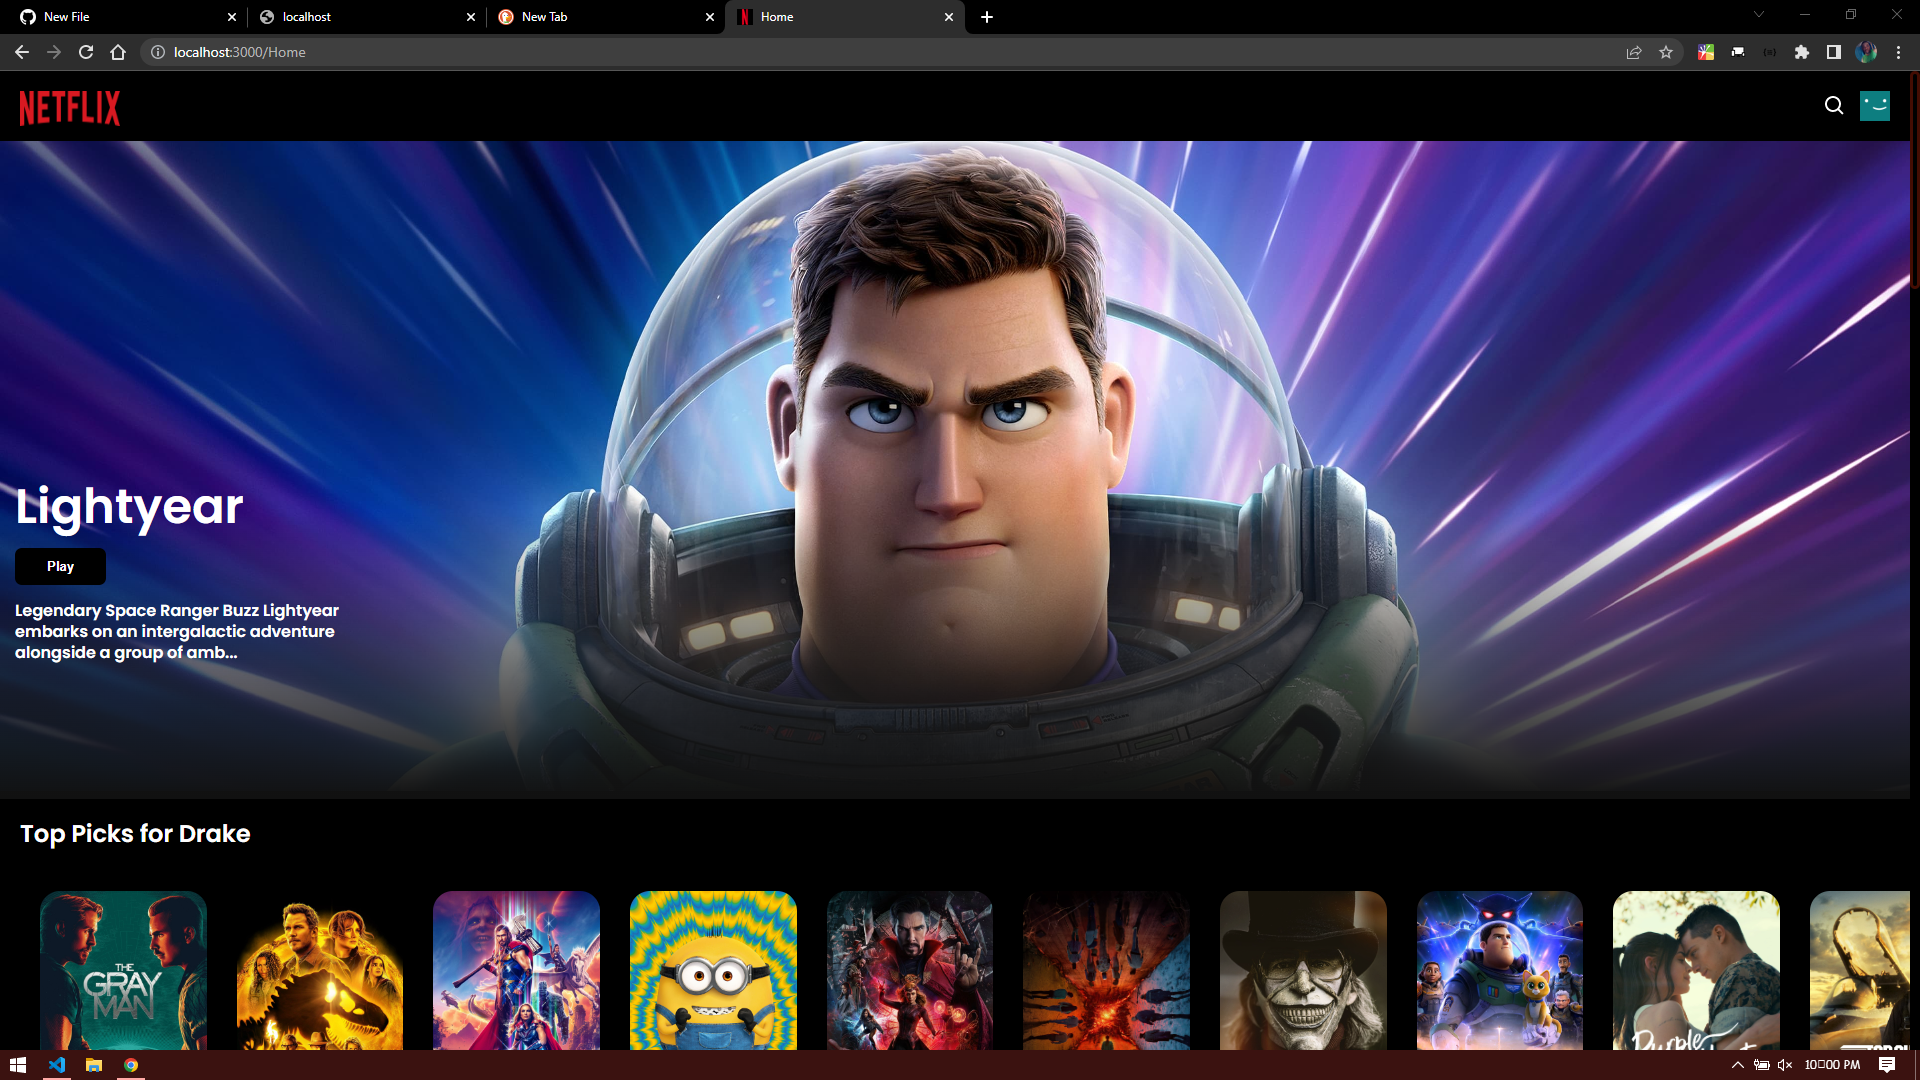 New File
localhost
New Tab
Home
localhost:3000/Home
NETFLIX
Lightyear
Play
Legendary Space Ranger Buzz Lightyear
embarks on an intergalactic adventure
alongside a group of amb...
Top Picks for Drake
THE
GRAY
MAN
Purple
10□00 PM